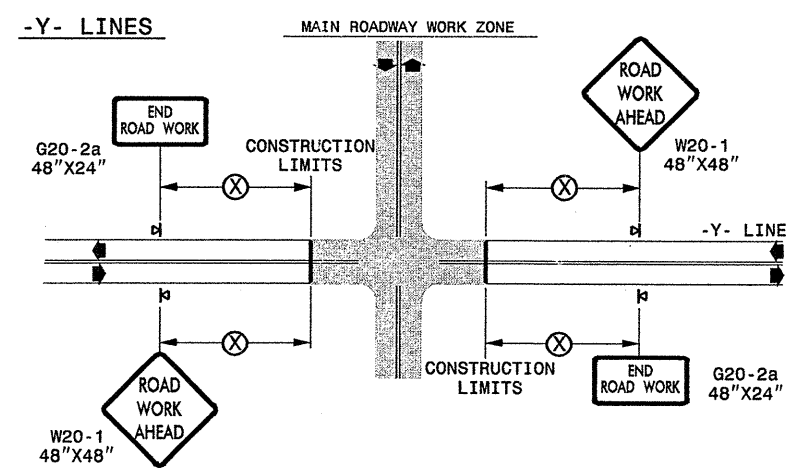 -Y- LINES
MAIN ROADWAY WORK ZONE
END
ROAD WORK
G20-2a
48"X24"
CONSTRUCTION
LIMITS
X
X
ROAD
WORK
AHEAD
W20-1
48"X48"
-Y- LINE
X
X
ROAD
WORK
AHEAD
W20-1
48"X48"
CONSTRUCTION
LIMITS
END
ROAD WORK
G20-2a
48"X24"